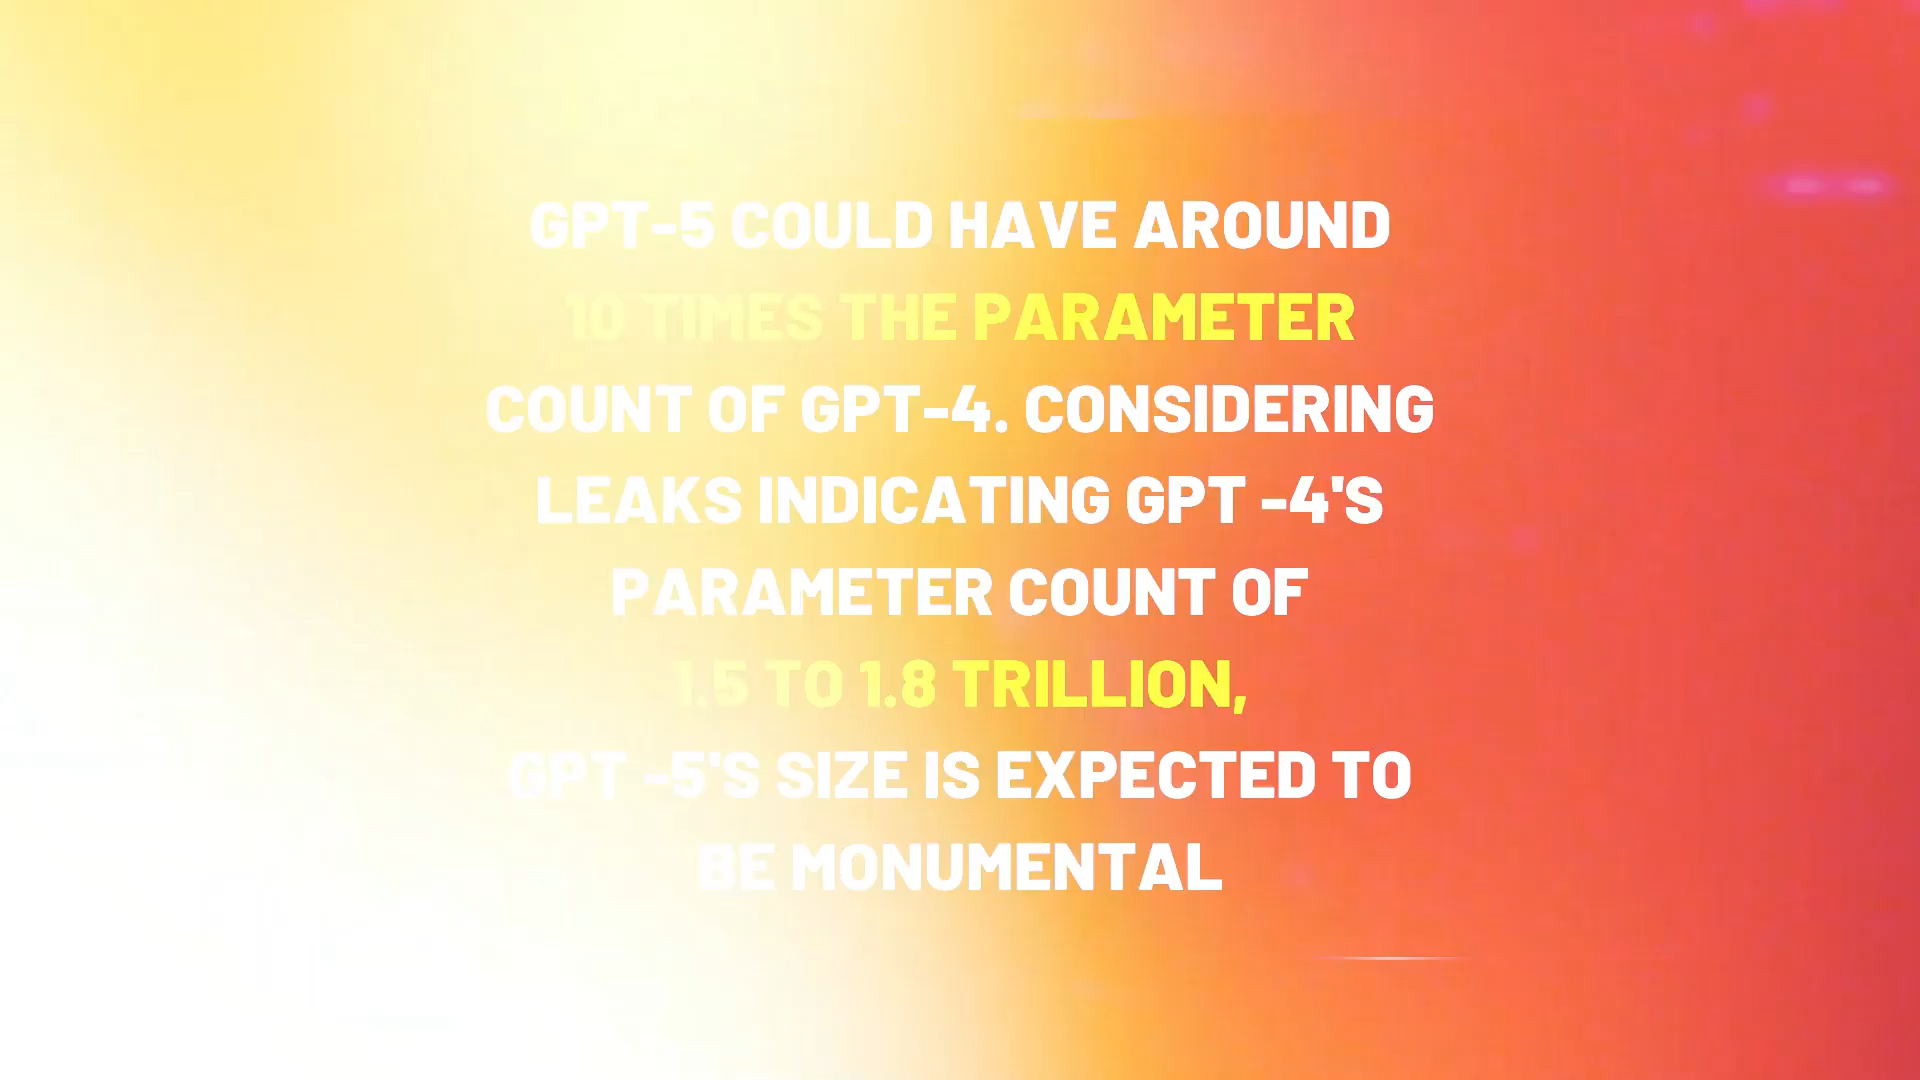 GPT-5 COULD HAVE AROUND
10 TIMES THE PARAMETER
COUNT OF GPT-4. CONSIDERING
LEAKS INDICATING GPT -4'S
PARAMETER COUNT OF
1.5 TO 1.8 TRILLION,
GPT -5'S SIZE IS EXPECTED TO
BE MONUMENTAL